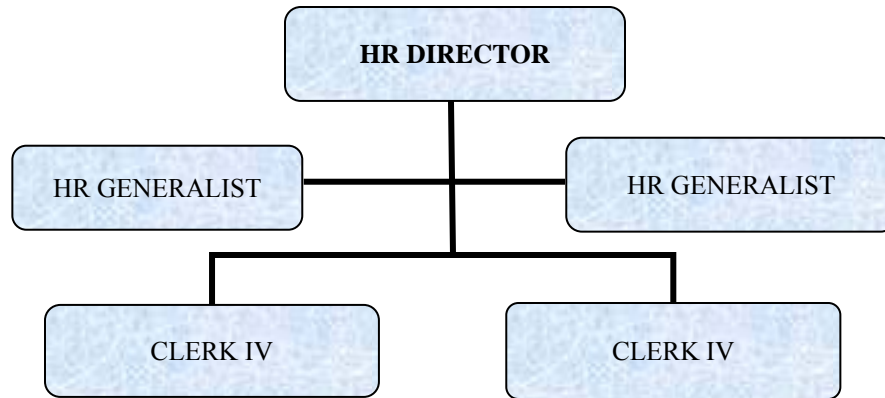 HR DIRECTOR
HR GENERALIST
HR GENERALIST
CLERK IV
CLERK IV